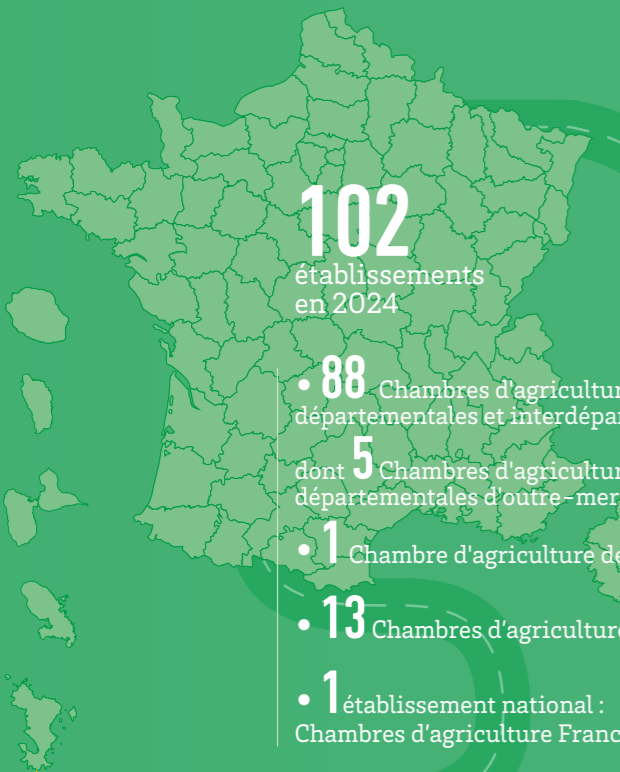 102
établissements
en 2024
• 88 Chambres d'agricultur
départementales et interdépar
dont 5 Chambres d'agricultur
départementales d'outre-mer
• 1 Chambre d'agriculture de
• 13 Chambres d'agriculture
• 1 établissement national :
Chambres d'agriculture Franc